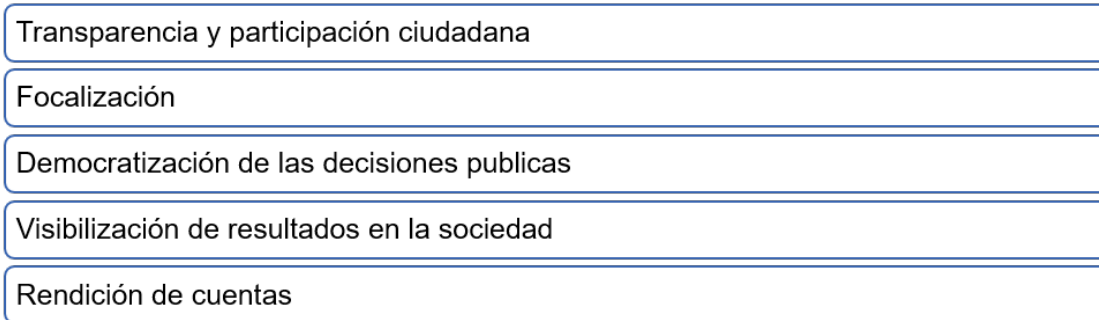 Transparencia y participación ciudadana
Focalización
Democratización de las decisiones publicas
Visibilización de resultados en la sociedad
Rendición de cuentas